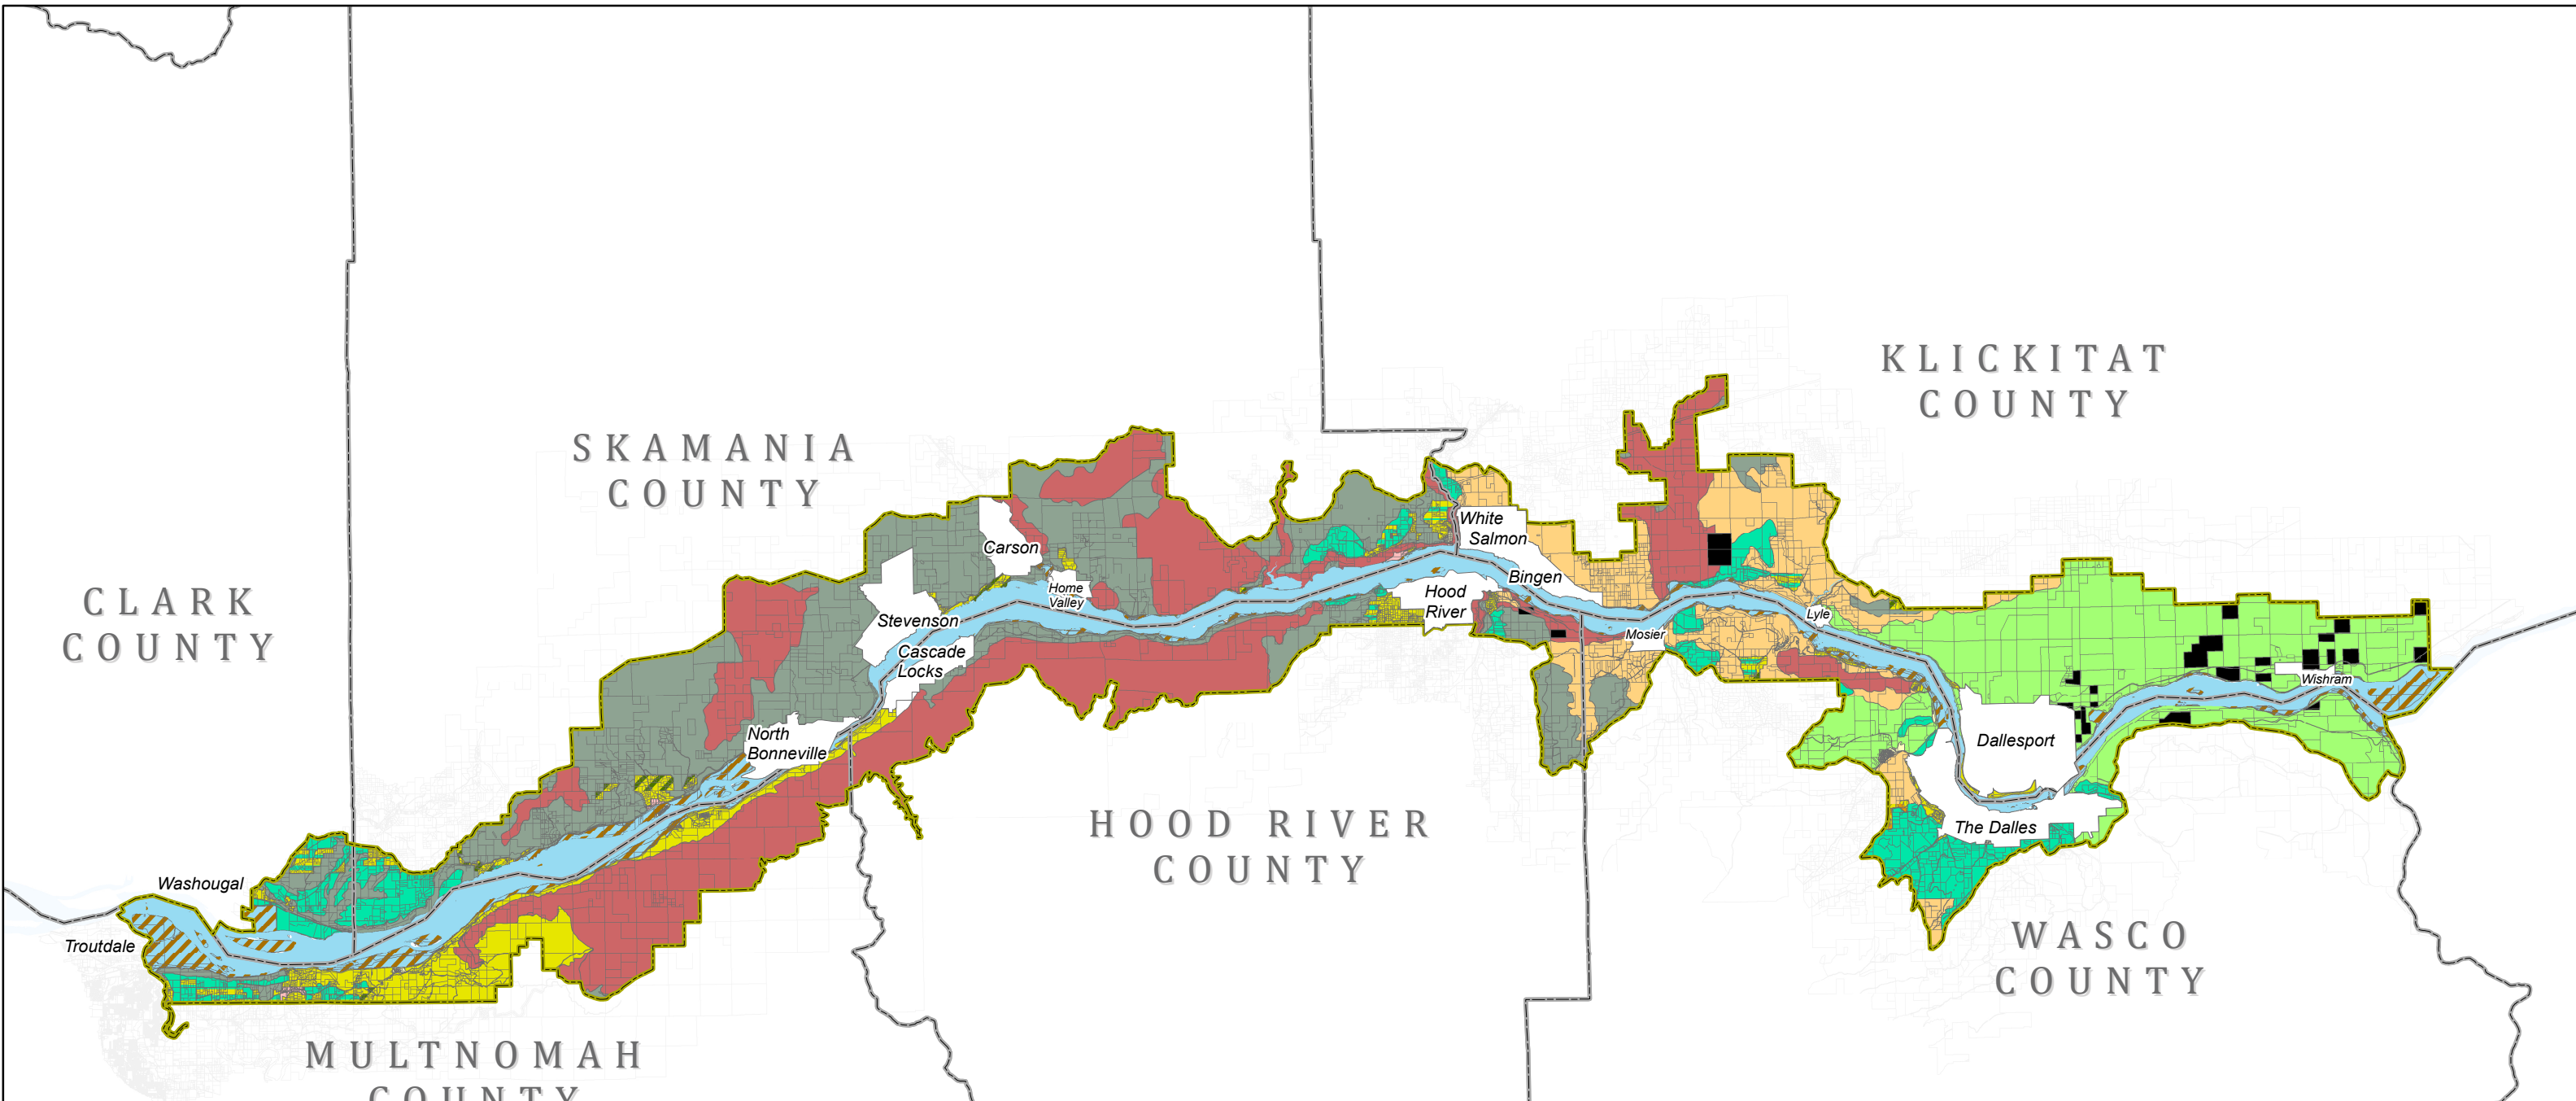 KLICKITAT
COUNTY
SKAMANIA
COUNTY
White
Salmon
Carson
Bingen
Home
Valley
Hood
River
CLARK
COUNTY
Lyle
Stevenson
Mosier
Cascade
Locks
Wishram
North
Bonneville
Dallesport
HOOD RIVER
COUNTY
The Dalles
Washougal
Troutdale
WASCO
COUNTY
MULTNOMAH
COUNTY